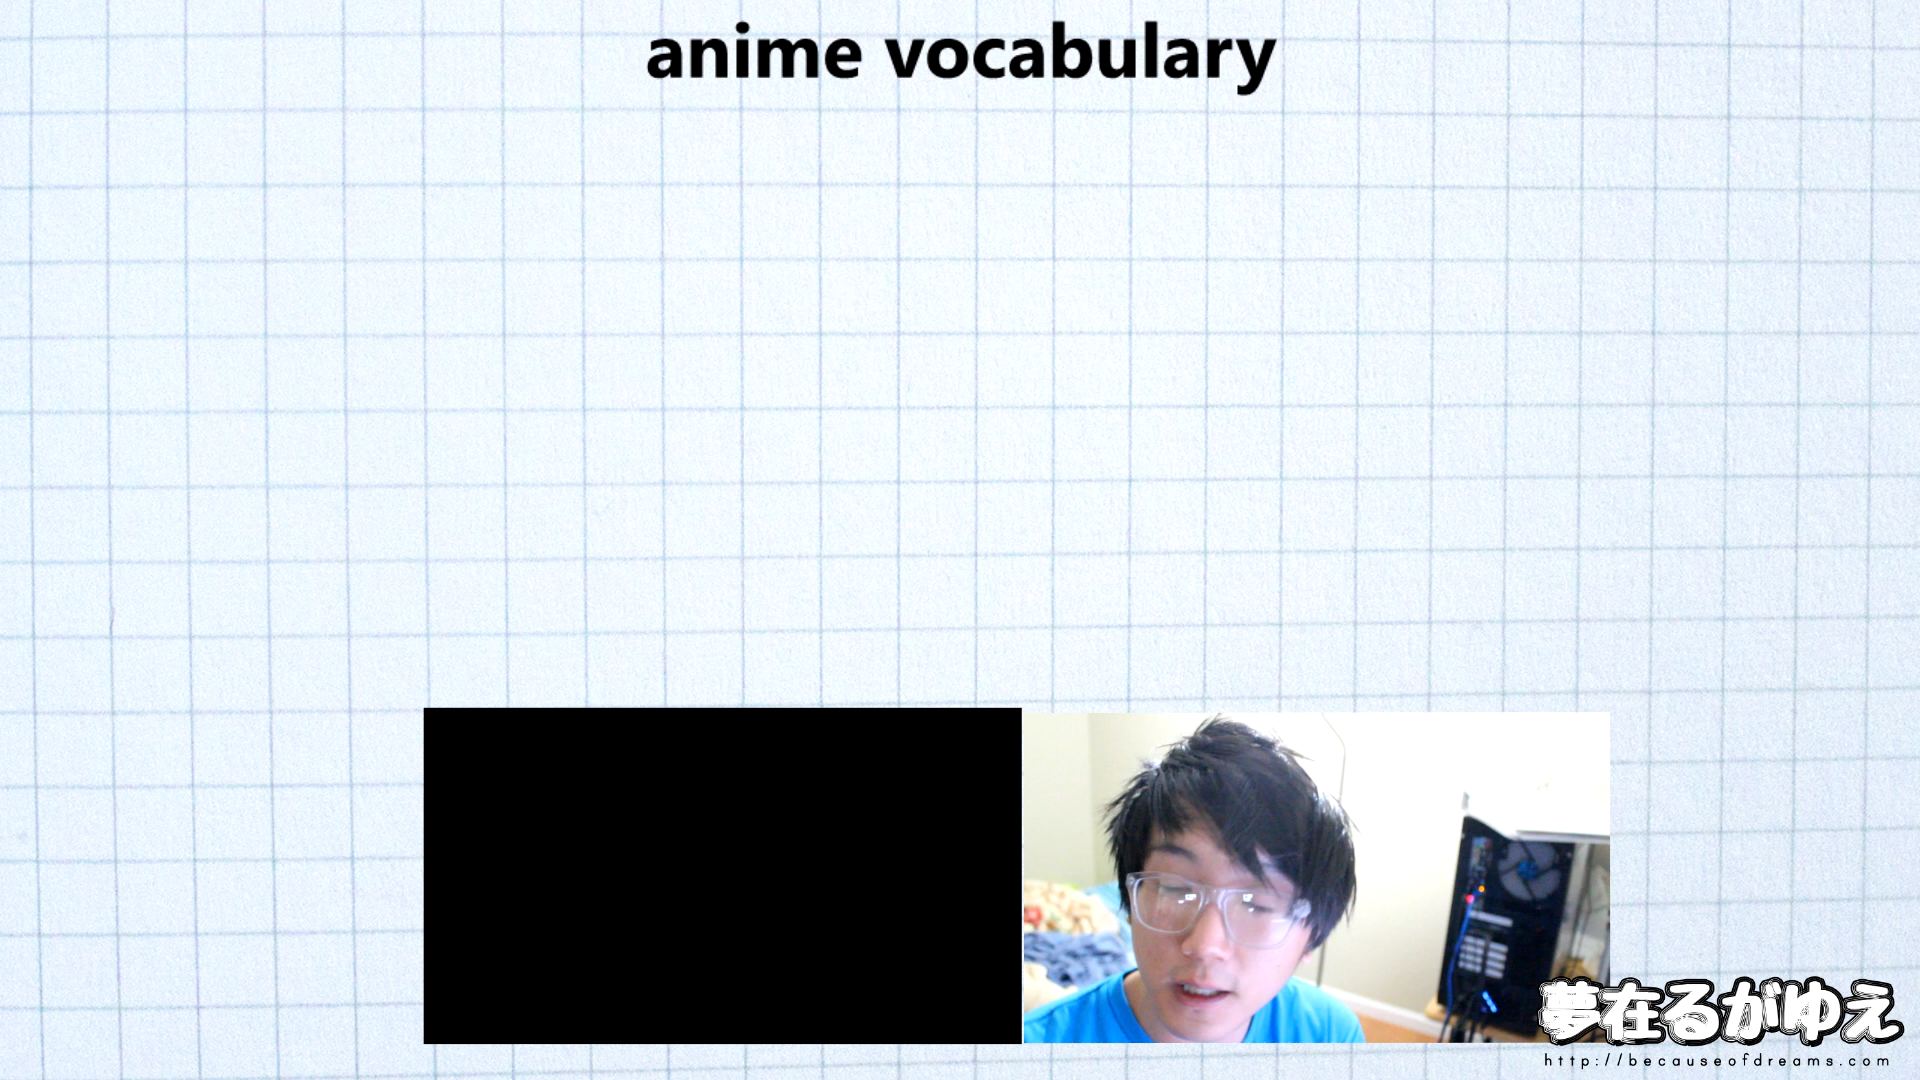 anime vocabulary
夢在るがゆえ
http://becauseofdreams.com